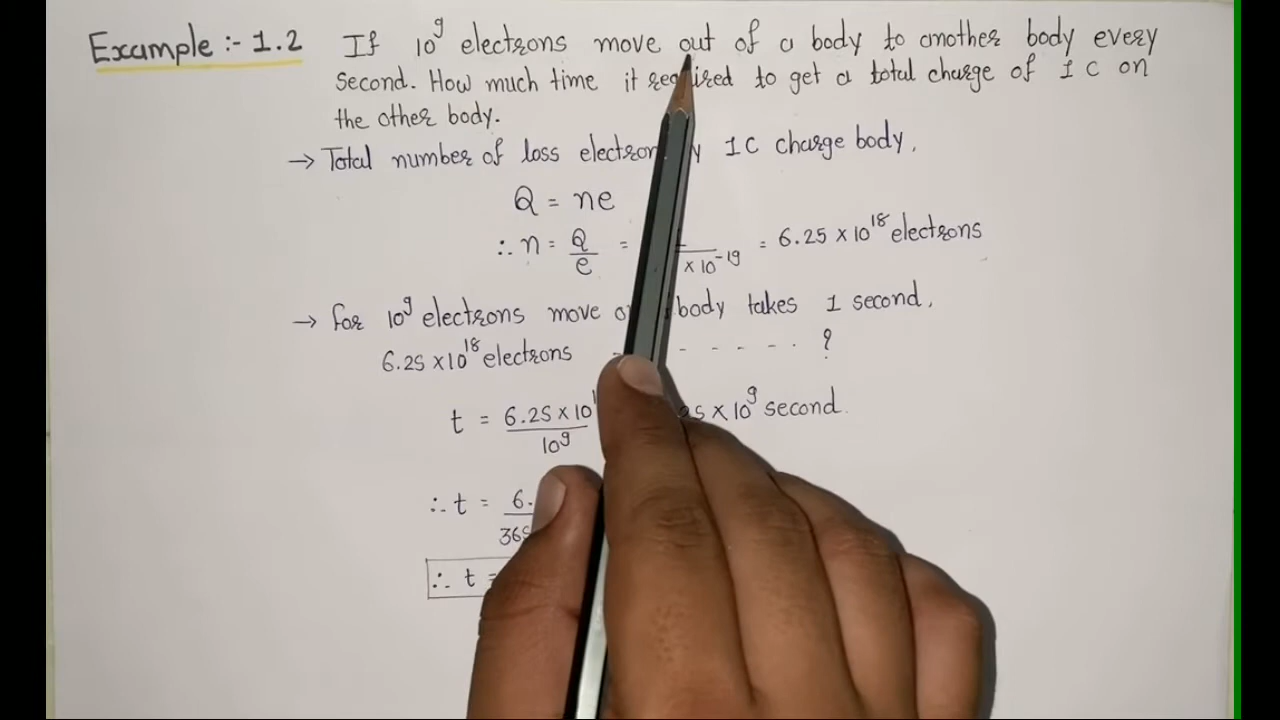 Example :- 1.2 If 10⁹ electrons move out of a body to another body every
second. How much time it required to get a total charge of 1 C on
the other body.
→ Total number of loss 1 C charge body,
Q = ne
∴ n = Q/e = × 10⁻¹⁹ = 6.25 × 10¹⁸ electrons
→ For 10⁹ electrons move body takes 1 second.
6.25 × 10¹⁸ electrons - - - - - . ?
t = 6.25 × 10 / 10⁹ × 10⁹ second.
∴ t = 6.
∴ t =